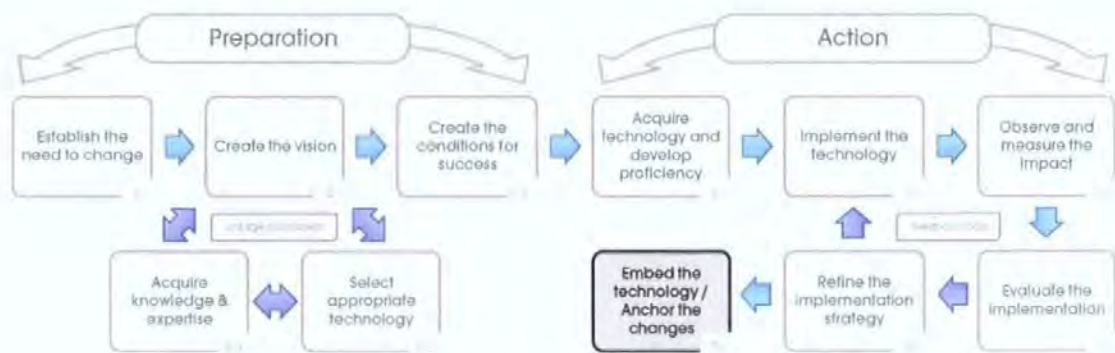 Preparation
Action
Establish the
need to change
Create the vision
Create the
conditions for
success
Acquire
technology and
develop
proficiency
Implement the
technology
Observe and
measure the
impact
Acquire
knowledge &
expertise
Select
appropriate
technology
Embed the
technology /
Anchor the
changes
Refine the
implementation
strategy
Evaluate the
implementation